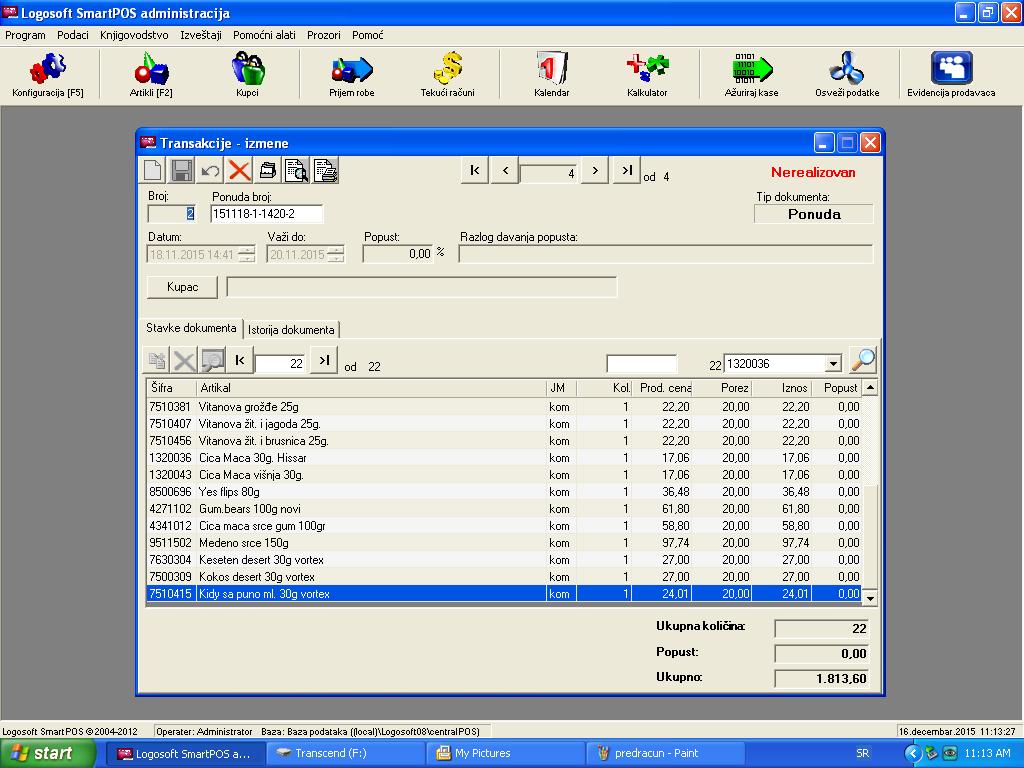 Logosoft SmartPOS administracija
Program Podaci Knjigovodstvo Izveštaji Pomoćni alati Prozori Pomoć
Konfiguracija [F5] Artikli [F2] Kupci Prijem robe Tekući računi Kalendar Kalkulator Ažuriraj kase Osveži podatke Evidencija prodavaca
Transakcije - izmene
4 od 4 Nerealizovan
Broj: Ponuda broj: Tip dokumenta:
2 151118-1-1420-2 Ponuda
Datum: Važi do: Popust: Razlog davanja popusta:
18.11.2015 14:41 20.11.2015 0,00 %
Kupac
Stavke dokumenta Istorija dokumenta
22 od 22 22 1320036
Šifra Artikal JM Kol. Prod. cena Porez Iznos Popust
7510381 Vitanova grožđe 25g kom 1 22,20 20,00 22,20 0,00
7510407 Vitanova žit. i jagoda 25g. kom 1 22,20 20,00 22,20 0,00
7510456 Vitanova žit. i brusnica 25g. kom 1 22,20 20,00 22,20 0,00
1320036 Cica Maca 30g. Hissar kom 1 17,06 20,00 17,06 0,00
1320043 Cica Maca višnja 30g. kom 1 17,06 20,00 17,06 0,00
8500696 Yes flips 80g kom 1 36,48 20,00 36,48 0,00
4271102 Gum.bears 100g novi kom 1 61,80 20,00 61,80 0,00
4341012 Cica maca srce gum 100gr kom 1 58,80 20,00 58,80 0,00
9511502 Medeno srce 150g kom 1 97,74 20,00 97,74 0,00
7630304 Keseten desert 30g vortex kom 1 27,00 20,00 27,00 0,00
7500309 Kokos desert 30g vortex kom 1 27,00 20,00 27,00 0,00
7510415 Kidy sa puno ml. 30g vortex kom 1 24,01 20,00 24,01 0,00
Ukupna količina: 22
Popust: 0,00
Ukupno: 1.813,60
Logosoft SmartPOS ©2004-2012 Operater: Administrator Baza: Baza podataka ((local)\Logosoft08\centralPOS) 16.decembar.2015 11:13:27
start Logosoft SmartPOS a... Transcend (F:) My Pictures predracun - Paint SR 11:13 AM